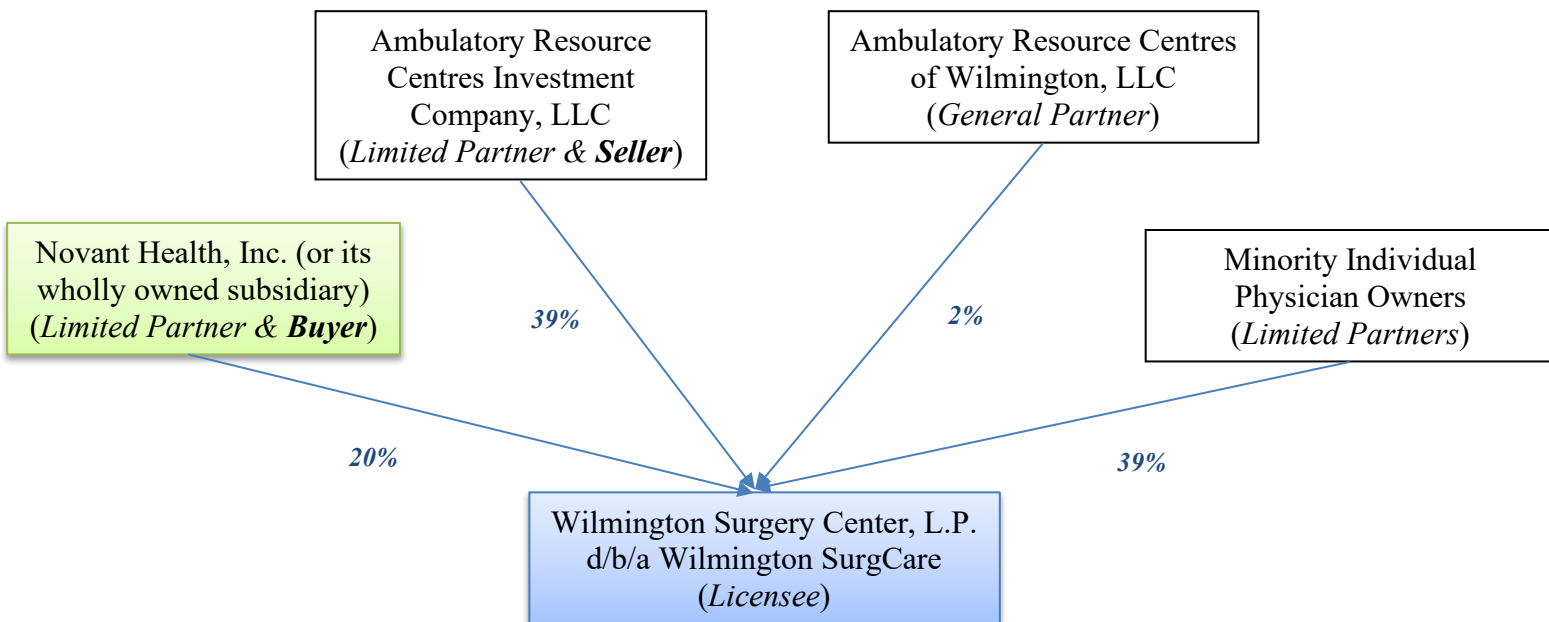 Ambulatory Resource
Centres Investment
Company, LLC
(Limited Partner & Seller)
Ambulatory Resource Centres
of Wilmington, LLC
(General Partner)
Novant Health, Inc. (or its
wholly owned subsidiary)
(Limited Partner & Buyer)
Minority Individual
Physician Owners
(Limited Partners)
39%
2%
20%
39%
Wilmington Surgery Center, L.P.
d/b/a Wilmington SurgCare
(Licensee)